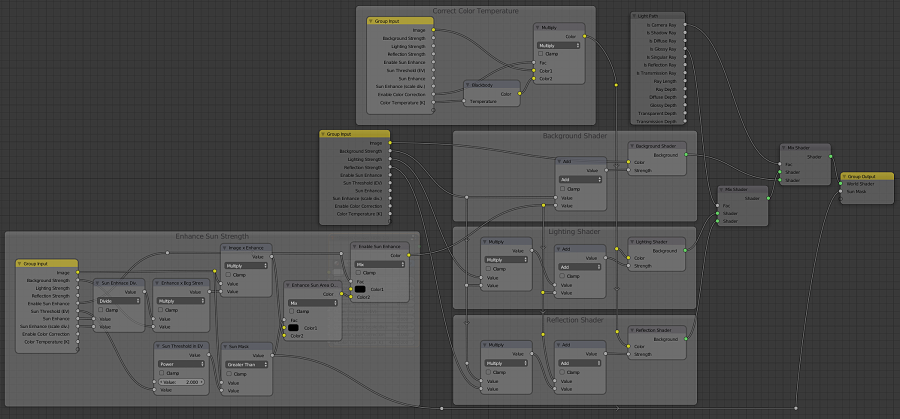 Correct Color Temperature
Group Input
Image
Background Strength
Lighting Strength
Reflection Strength
Enable Sun Enhance
Sun Threshold (EV)
Sun Enhance
Sun Enhance (scale div.)
Enable Color Correction
Color Temperature [K]
Blackbody
Color
Temperature
Multiply
Color
Multiply
Clamp
Fac
Color1
Color2
Light Path
Is Camera Ray
Is Shadow Ray
Is Diffuse Ray
Is Glossy Ray
Is Singular Ray
Is Reflection Ray
Is Transmission Ray
Ray Length
Ray Depth
Diffuse Depth
Glossy Depth
Transparent Depth
Transmission Depth
Group Input
Image
Background Strength
Lighting Strength
Reflection Strength
Enable Sun Enhance
Sun Threshold (EV)
Sun Enhance
Sun Enhance (scale div.)
Enable Color Correction
Color Temperature [K]
Background Shader
Add
Value
Add
Clamp
Value
Value
Background Shader
Background
Color
Strength
Mix Shader
Shader
Fac
Shader
Shader
Mix Shader
Shader
Fac
Shader
Shader
Group Output
World Shader
Sun Mask
Lighting Shader
Multiply
Value
Multiply
Clamp
Value
Value
Add
Value
Add
Clamp
Value
Value
Lighting Shader
Background
Color
Strength
Reflection Shader
Multiply
Value
Multiply
Clamp
Value
Value
Add
Value
Add
Clamp
Value
Value
Reflection Shader
Background
Color
Strength
Enhance Sun Strength
Group Input
Image
Background Strength
Lighting Strength
Reflection Strength
Enable Sun Enhance
Sun Threshold (EV)
Sun Enhance
Sun Enhance (scale div.)
Enable Color Correction
Color Temperature [K]
Value
Divide
Clamp
Value
Value
Value
Multiply
Clamp
Value
Value
Image x Enhance
Value
Multiply
Clamp
Value
Value
Sun Threshold in EV
Value
Power
Clamp
Value: 2.000
Value
Sun Mask
Value
Greater Than
Clamp
Value
Value
Enhance Sun Area O...
Color
Mix
Clamp
Fac
Color1
Color2
Enable Sun Enhance
Color
Mix
Clamp
Fac
Color1
Color2